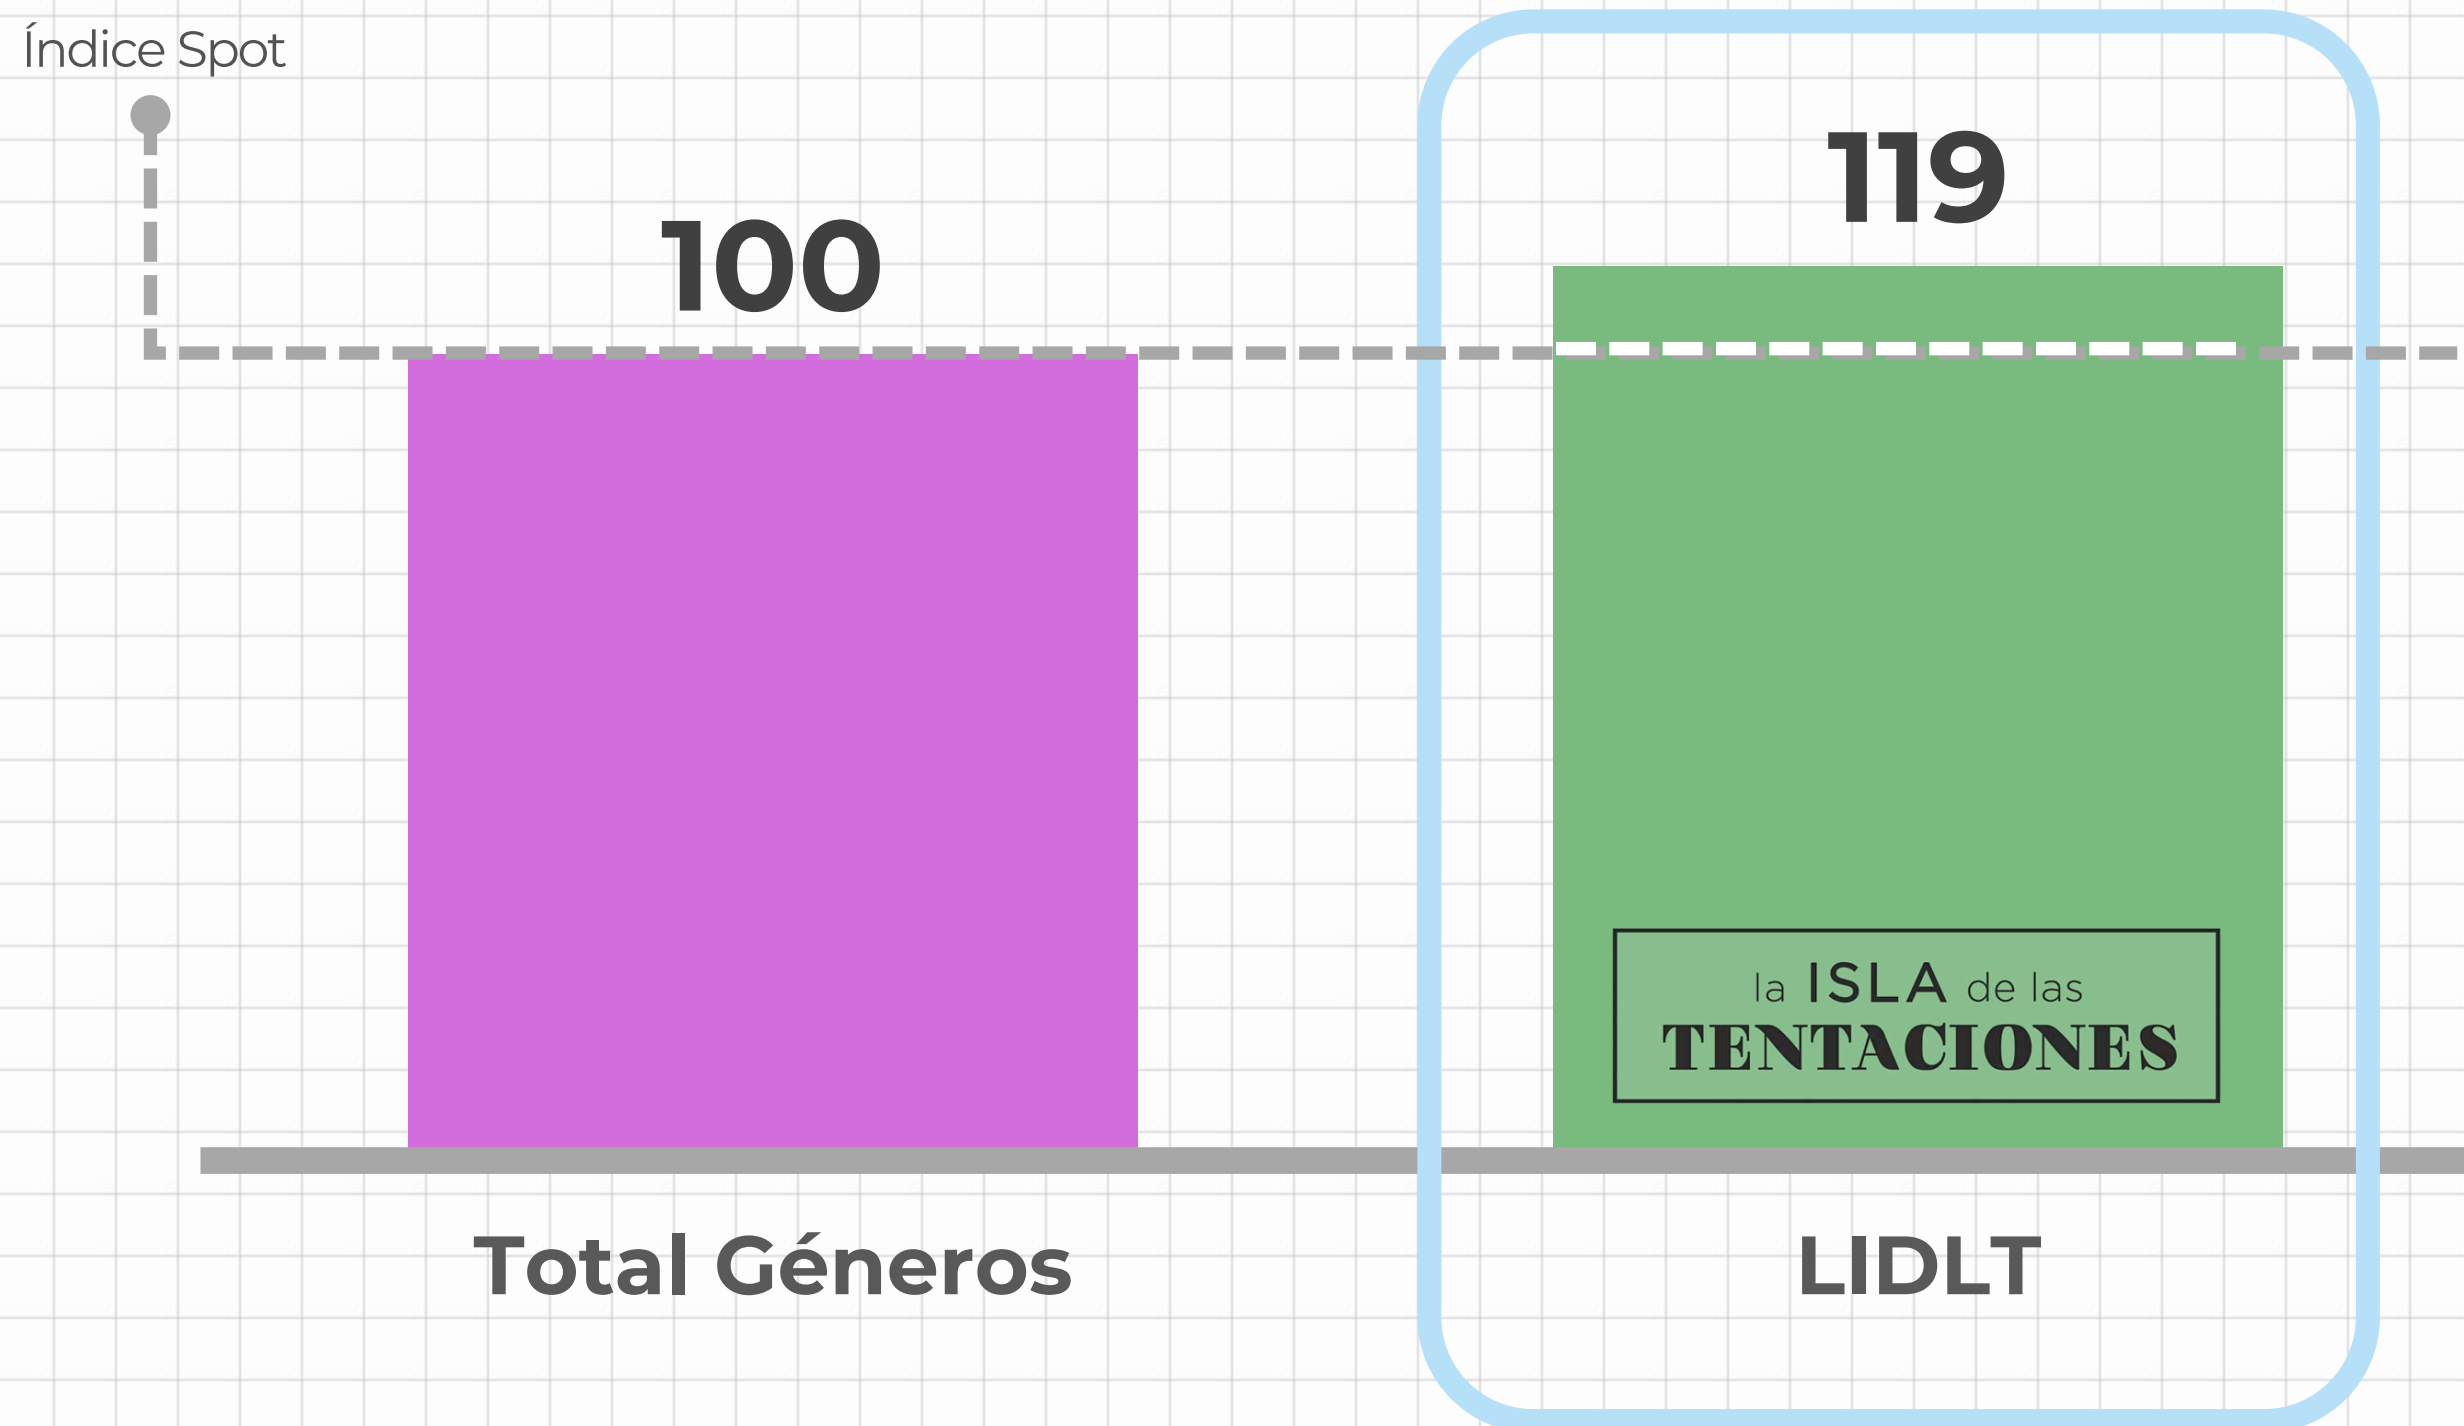 Índice Spot
100
119
la ISLA de las
TENTACIONES
Total Géneros
LIDLT